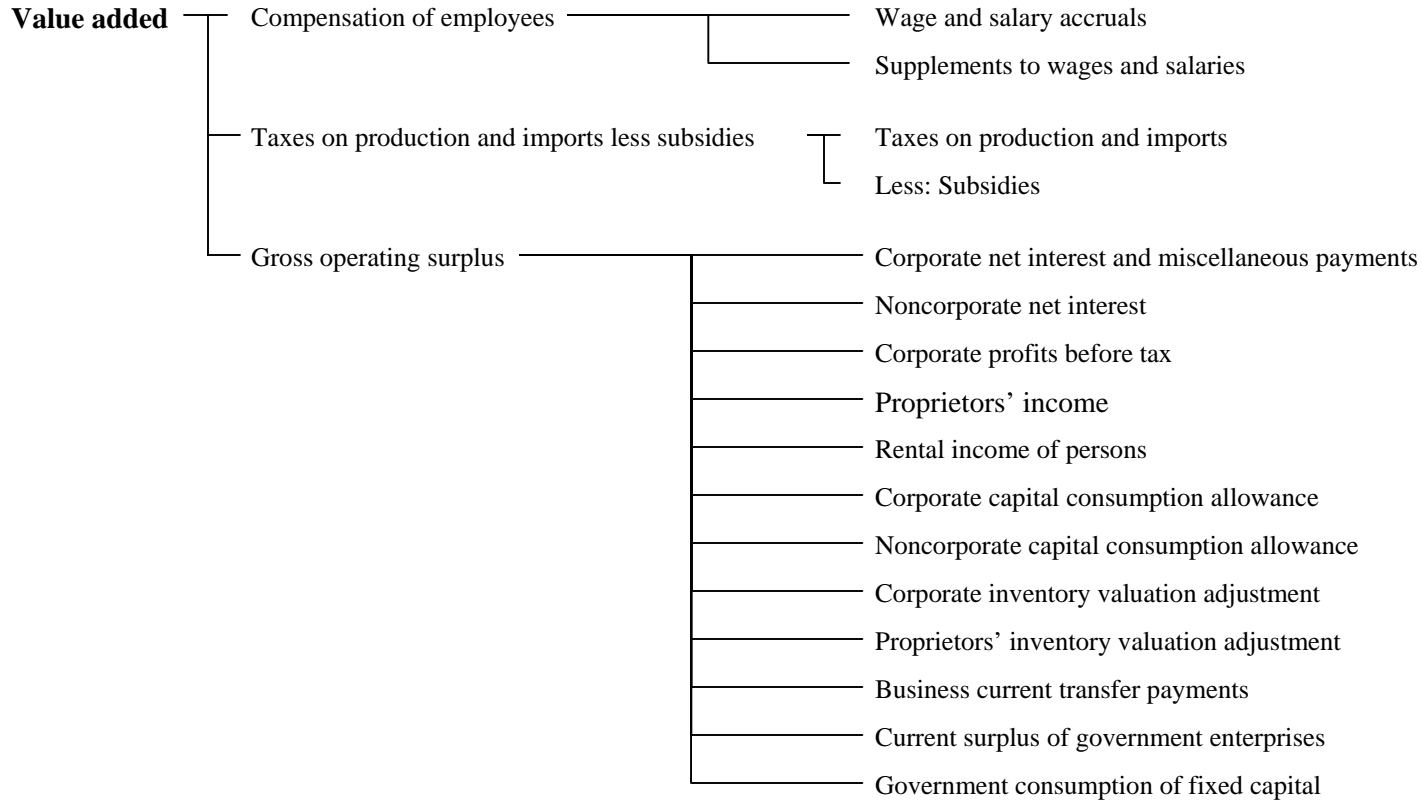 Value added
Compensation of employees
Wage and salary accruals
Supplements to wages and salaries
Taxes on production and imports less subsidies
Taxes on production and imports
Less: Subsidies
Gross operating surplus
Corporate net interest and miscellaneous payments
Noncorporate net interest
Corporate profits before tax
Proprietors’ income
Rental income of persons
Corporate capital consumption allowance
Noncorporate capital consumption allowance
Corporate inventory valuation adjustment
Proprietors’ inventory valuation adjustment
Business current transfer payments
Current surplus of government enterprises
Government consumption of fixed capital